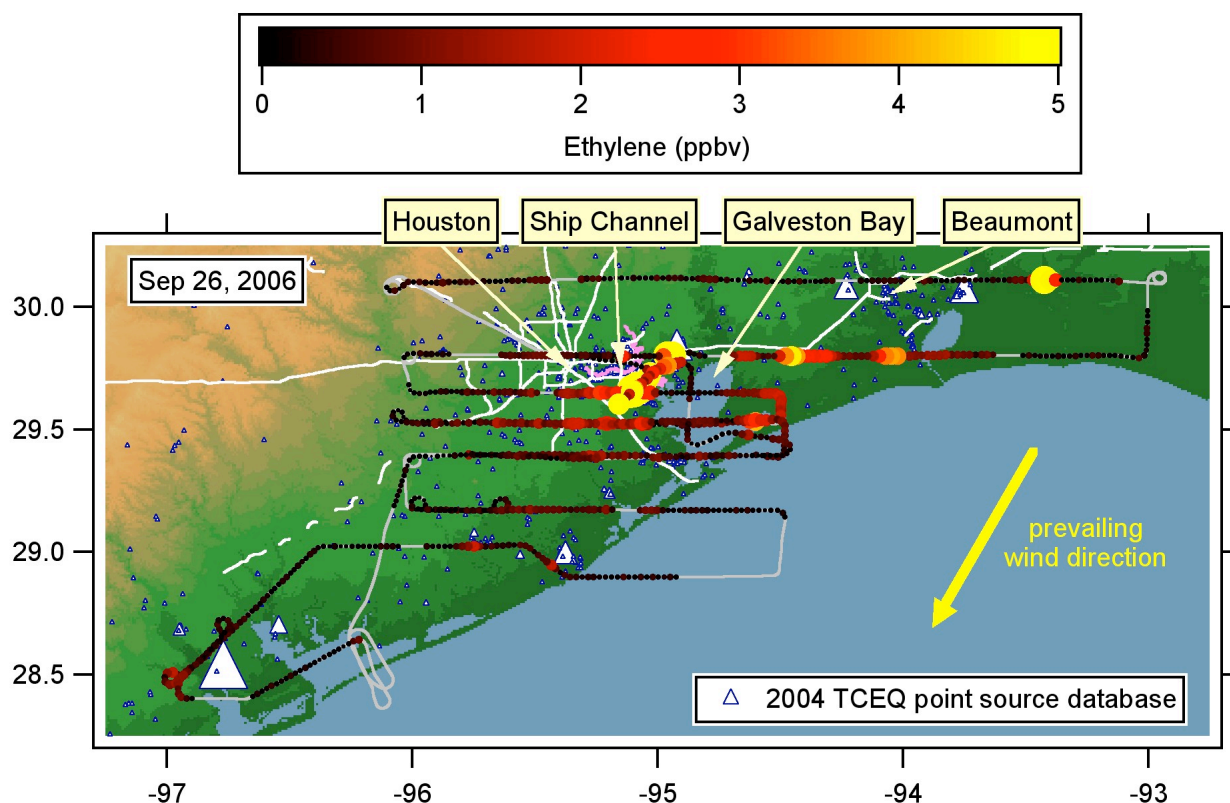 0 1 2 3 4 5
Ethylene (ppbv)
Houston Ship Channel Galveston Bay Beaumont
Sep 26, 2006
30.0
29.5
prevailing
wind direction
29.0
28.5
2004 TCEQ point source database
-97 -96 -95 -94 -93